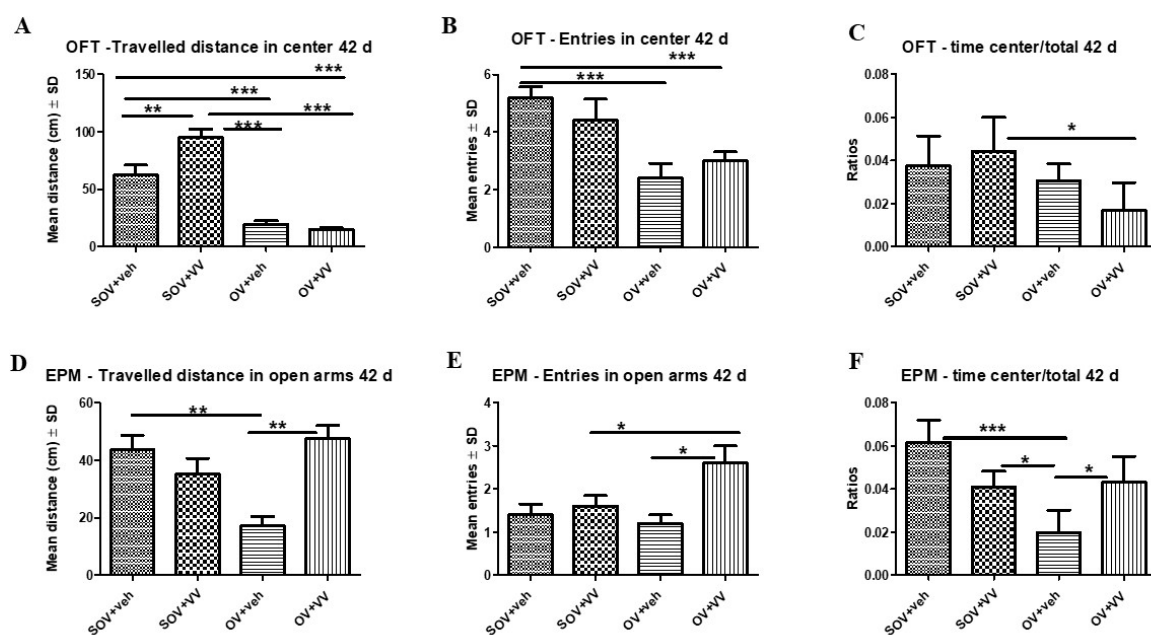 A
OFT -Travelled distance in center 42 d
Mean distance (cm) ± SD
150
100
50
0
***
***
**
***
***
SOV+veh
SOV+VV
OV+veh
OV+VV
B
OFT - Entries in center 42 d
Mean entries ± SD
6
4
2
0
***
***
SOV+veh
SOV+VV
OV+veh
OV+VV
C
OFT - time center/total 42 d
Ratios
0.08
0.06
0.04
0.02
0.00
*
SOV+veh
SOV+VV
OV+veh
OV+VV
D
EPM - Travelled distance in open arms 42 d
Mean distance (cm) ± SD
60
40
20
0
**
**
SOV+veh
SOV+VV
OV+veh
OV+VV
E
EPM - Entries in open arms 42 d
Mean entries ± SD
4
3
2
1
0
*
*
SOV+veh
SOV+VV
OV+veh
OV+VV
F
EPM - time center/total 42 d
Ratios
0.08
0.06
0.04
0.02
0.00
***
*
*
SOV+veh
SOV+VV
OV+veh
OV+VV